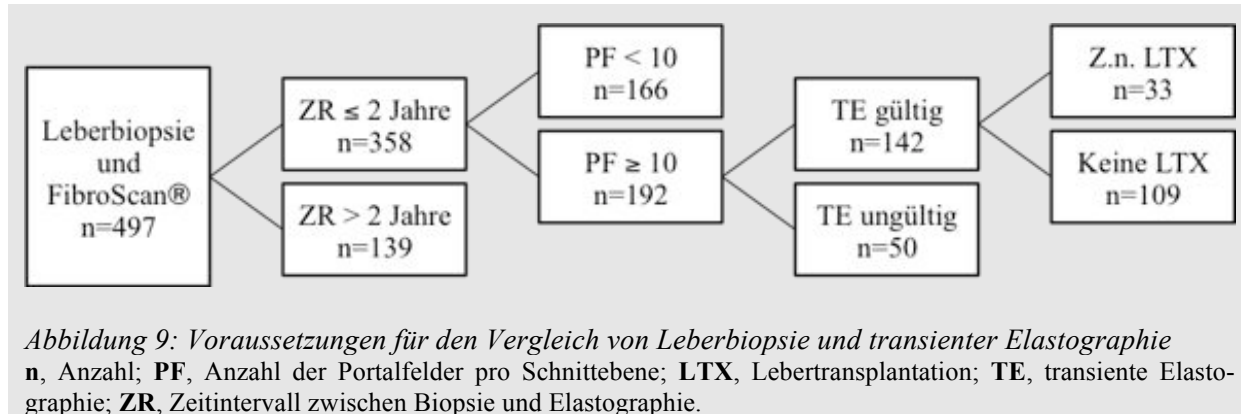 Leberbiopsie
und
FibroScan®
n=497
ZR ≤ 2 Jahre
n=358
ZR > 2 Jahre
n=139
PF < 10
n=166
PF ≥ 10
n=192
TE gültig
n=142
TE ungültig
n=50
Z.n. LTX
n=33
Keine LTX
n=109
Abbildung 9: Voraussetzungen für den Vergleich von Leberbiopsie und transienter Elastographie
n, Anzahl; PF, Anzahl der Portalfelder pro Schnittebene; LTX, Lebertransplantation; TE, transiente Elasto-
graphie; ZR, Zeitintervall zwischen Biopsie und Elastographie.